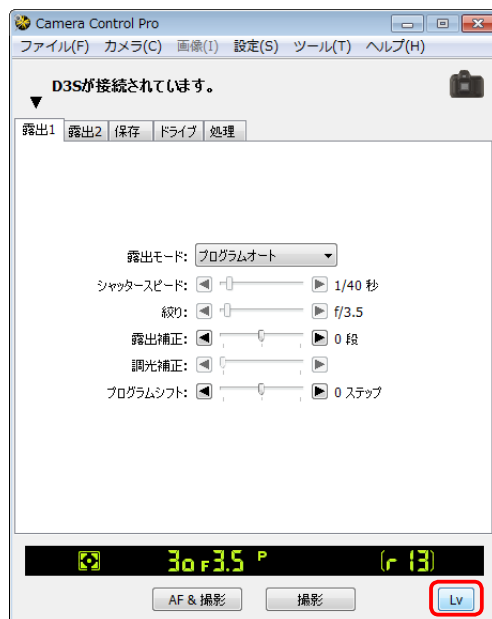 Camera Control Pro
ファイル(F) カメラ(C) 画像(I) 設定(S) ツール(T) ヘルプ(H)
D3Sが接続されています。
露出1 露出2 保存 ドライブ 処理
露出モード: プログラムオート
シャッタースピード: 1/40 秒
絞り: f/3.5
露出補正: 0 段
調光補正:
プログラムシフト: 0 ステップ
30 F3.5 P (r 13)
AF & 撮影 撮影 Lv